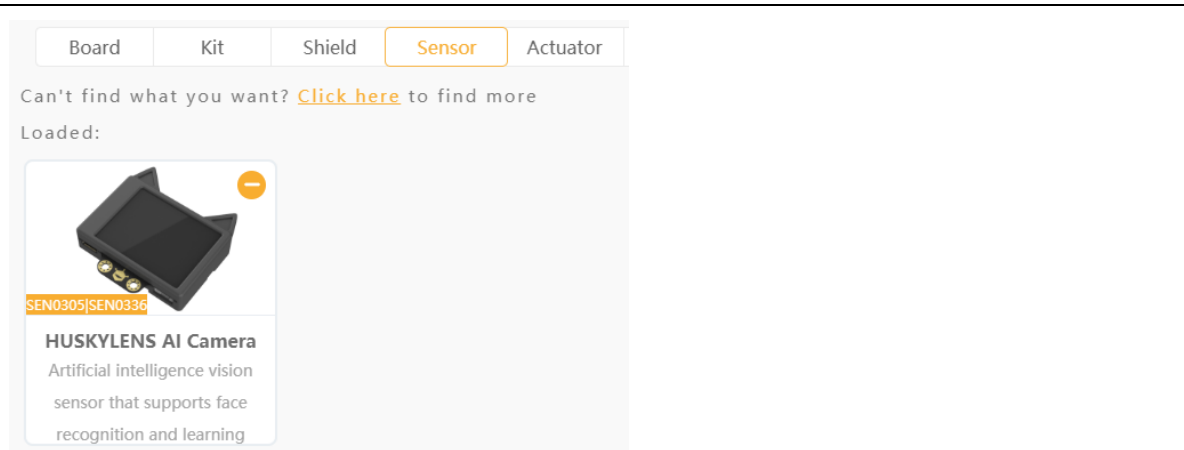 Board Kit Shield Sensor Actuator
Can't find what you want? Click here to find more
Loaded:
SEN0305|SEN0336
HUSKYLENS AI Camera
Artificial intelligence vision
sensor that supports face
recognition and learning